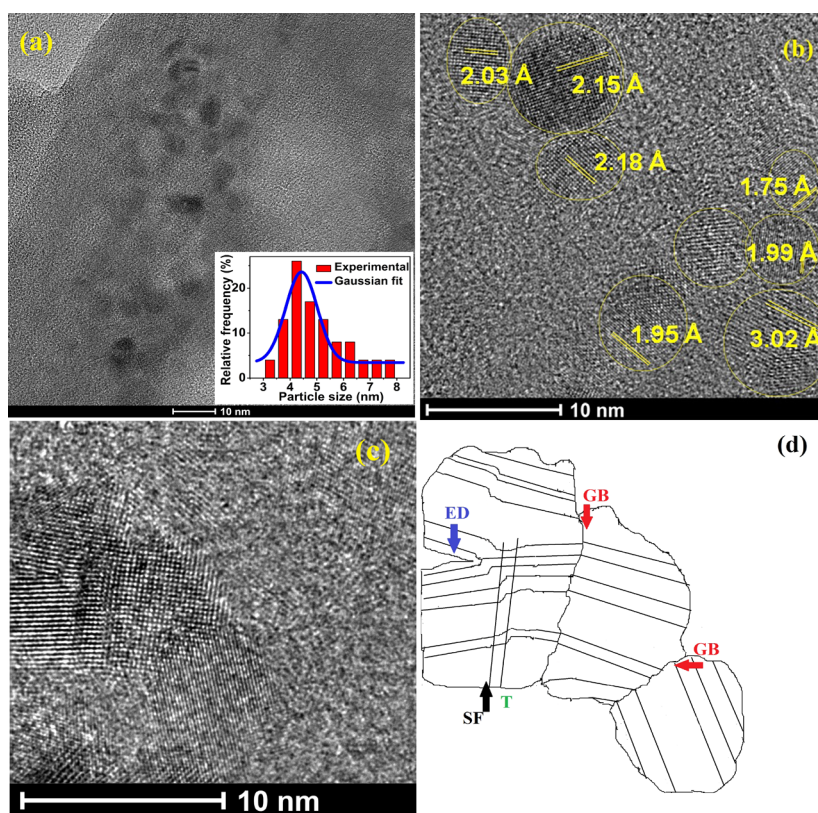 (a)
Relative frequency (%)
20
10
0
Experimental
Gaussian fit
3 4 5 6 7 8
Particle size (nm)
10 nm
(b)
2.03 A
2.15 A
2.18 A
1.75 A
1.99 A
1.95 A
3.02 A
10 nm
(c)
10 nm
(d)
GB
ED
GB
SF
T